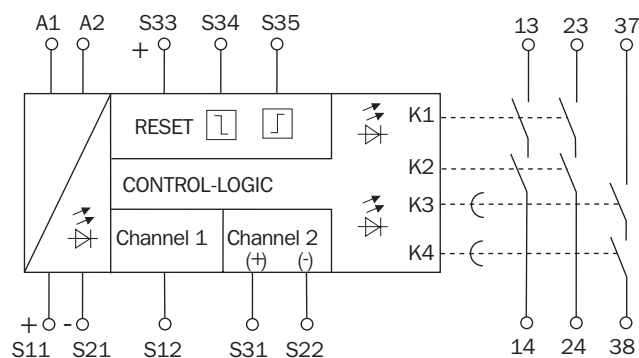 A1 A2 S33 S34 S35 13 23 37
+
K1
RESET
K2
CONTROL-LOGIC
K3
Channel 1 Channel 2
(+) (-)
K4
+ -
S11 S21 S12 S31 S22 14 24 38